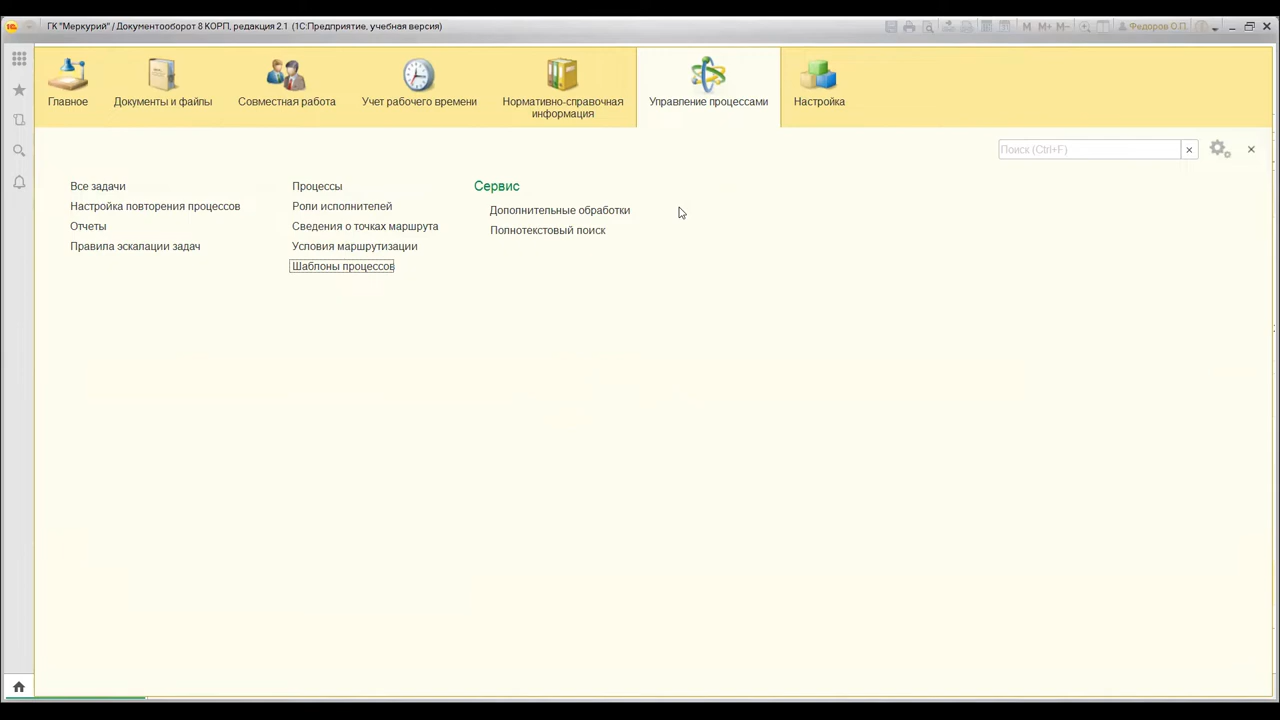 ГК "Меркурий" / Документооборот 8 КОРП, редакция 2.1 (1С:Предприятие, учебная версия)
M M+ M- Федоров О.П.
Главное
Документы и файлы
Совместная работа
Учет рабочего времени
Нормативно-справочная
информация
Управление процессами
Настройка
Поиск (Ctrl+F)
Все задачи
Настройка повторения процессов
Отчеты
Правила эскалации задач
Процессы
Роли исполнителей
Сведения о точках маршрута
Условия маршрутизации
Шаблоны процессов
Сервис
Дополнительные обработки
Полнотекстовый поиск